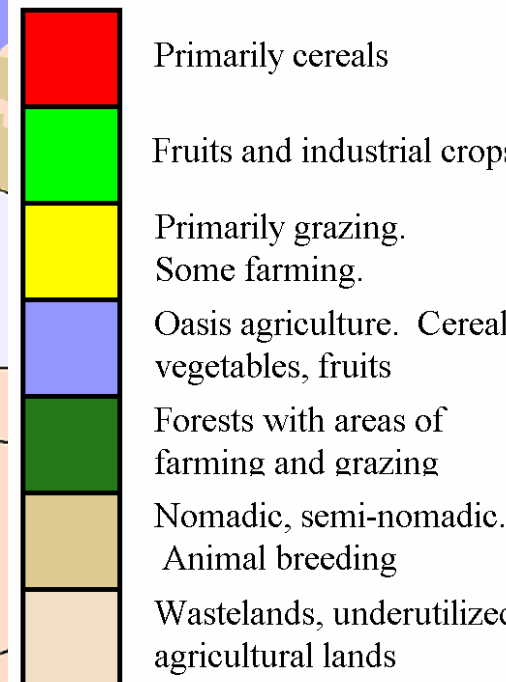 Primarily cereals
Fruits and industrial crops
Primarily grazing.
Some farming.
Oasis agriculture.  Cereal
vegetables, fruits
Forests with areas of
farming and grazing
Nomadic, semi-nomadic.
Animal breeding
Wastelands, underutilized
agricultural lands